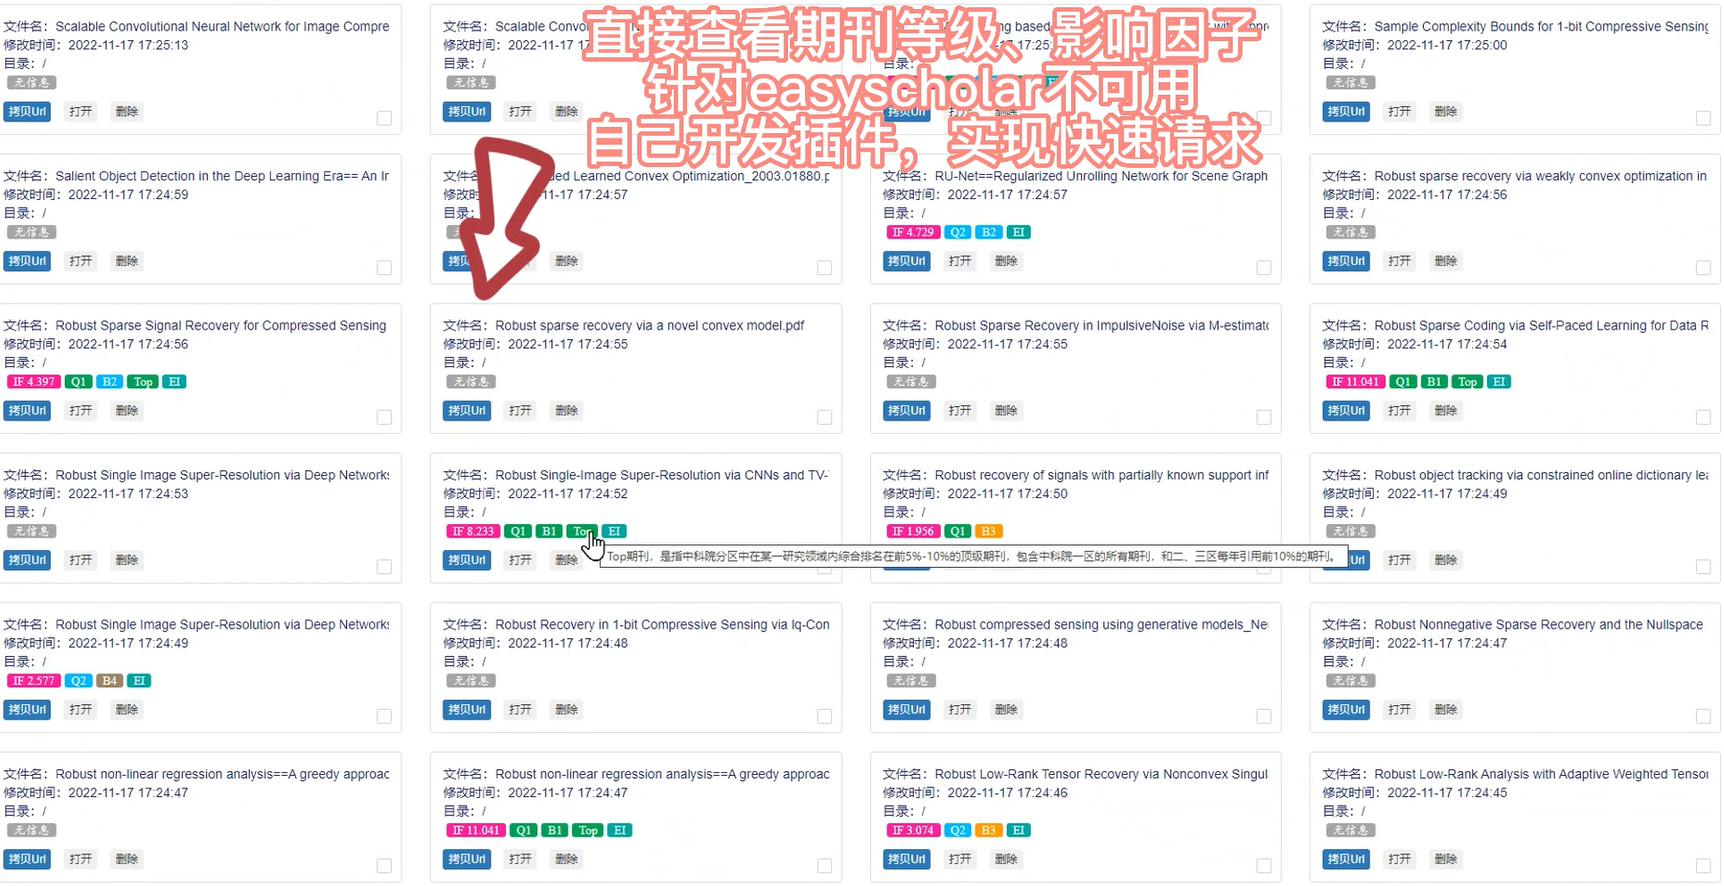 直接查看期刊等级、影响因子
针对easyscholar不可用
自己开发插件，实现快速请求
文件名：Scalable Convolutional Neural Network for Image Compre
修改时间：2022-11-17 17:25:13
目录：/
无信息
拷贝Url 打开 删除
文件名：Scalable Convol
修改时间：2022-11-17 17
目录：/
无信息
拷贝Url 打开 删除
ng based
17:25:
目录：/
删除
文件名：Sample Complexity Bounds for 1-bit Compressive Sensing
修改时间：2022-11-17 17:25:00
目录：/
无信息
拷贝Url 打开 删除
文件名：Salient Object Detection in the Deep Learning Era== An Ir
修改时间：2022-11-17 17:24:59
目录：/
无信息
拷贝Url 打开 删除
文件名 ded Learned Convex Optimization_2003.01880.p
修改时 -11-17 17:24:57
目录：
删除
文件名：RU-Net==Regularized Unrolling Network for Scene Graph
修改时间：2022-11-17 17:24:57
目录：/
IF 4.729 Q2 B2 EI
拷贝Url 打开 删除
文件名：Robust sparse recovery via weakly convex optimization in
修改时间：2022-11-17 17:24:56
目录：/
无信息
拷贝Url 打开 删除
文件名：Robust Sparse Signal Recovery for Compressed Sensing
修改时间：2022-11-17 17:24:56
目录：/
IF 4.397 Q1 B2 Top EI
拷贝Url 打开 删除
文件名：Robust sparse recovery via a novel convex model.pdf
修改时间：2022-11-17 17:24:55
目录：/
无信息
拷贝Url 打开 删除
文件名：Robust Sparse Recovery in ImpulsiveNoise via M-estimato
修改时间：2022-11-17 17:24:55
目录：/
无信息
拷贝Url 打开 删除
文件名：Robust Sparse Coding via Self-Paced Learning for Data R
修改时间：2022-11-17 17:24:54
目录：/
IF 11.041 Q1 B1 Top EI
拷贝Url 打开 删除
文件名：Robust Single Image Super-Resolution via Deep Networks
修改时间：2022-11-17 17:24:53
目录：/
无信息
拷贝Url 打开 删除
文件名：Robust Single-Image Super-Resolution via CNNs and TV-
修改时间：2022-11-17 17:24:52
目录：/
IF 8.233 Q1 B1 Top EI
拷贝Url 打开 删除
Top期刊，是指中科院分区中在某一研究领域内综合排名在前5%-10%的顶级期刊，包含中科院一区的所有期刊，和二、三区每年引用前10%的期刊。
文件名：Robust recovery of signals with partially known support inf
修改时间：2022-11-17 17:24:50
目录：/
IF 1.956 Q1 B3
文件名：Robust object tracking via constrained online dictionary lea
修改时间：2022-11-17 17:24:49
目录：/
无信息
Url 打开 删除
文件名：Robust Single Image Super-Resolution via Deep Networks
修改时间：2022-11-17 17:24:49
目录：/
IF 2.577 Q2 B4 EI
拷贝Url 打开 删除
文件名：Robust Recovery in 1-bit Compressive Sensing via Iq-Con
修改时间：2022-11-17 17:24:48
目录：/
无信息
拷贝Url 打开 删除
文件名：Robust compressed sensing using generative models_Neu
修改时间：2022-11-17 17:24:48
目录：/
无信息
拷贝Url 打开 删除
文件名：Robust Nonnegative Sparse Recovery and the Nullspace
修改时间：2022-11-17 17:24:47
目录：/
无信息
拷贝Url 打开 删除
文件名：Robust non-linear regression analysis==A greedy approac
修改时间：2022-11-17 17:24:47
目录：/
无信息
拷贝Url 打开 删除
文件名：Robust non-linear regression analysis==A greedy approac
修改时间：2022-11-17 17:24:47
目录：/
IF 11.041 Q1 B1 Top EI
拷贝Url 打开 删除
文件名：Robust Low-Rank Tensor Recovery via Nonconvex Singul
修改时间：2022-11-17 17:24:46
目录：/
IF 3.074 Q2 B3 EI
拷贝Url 打开 删除
文件名：Robust Low-Rank Analysis with Adaptive Weighted Tensor
修改时间：2022-11-17 17:24:45
目录：/
无信息
拷贝Url 打开 删除